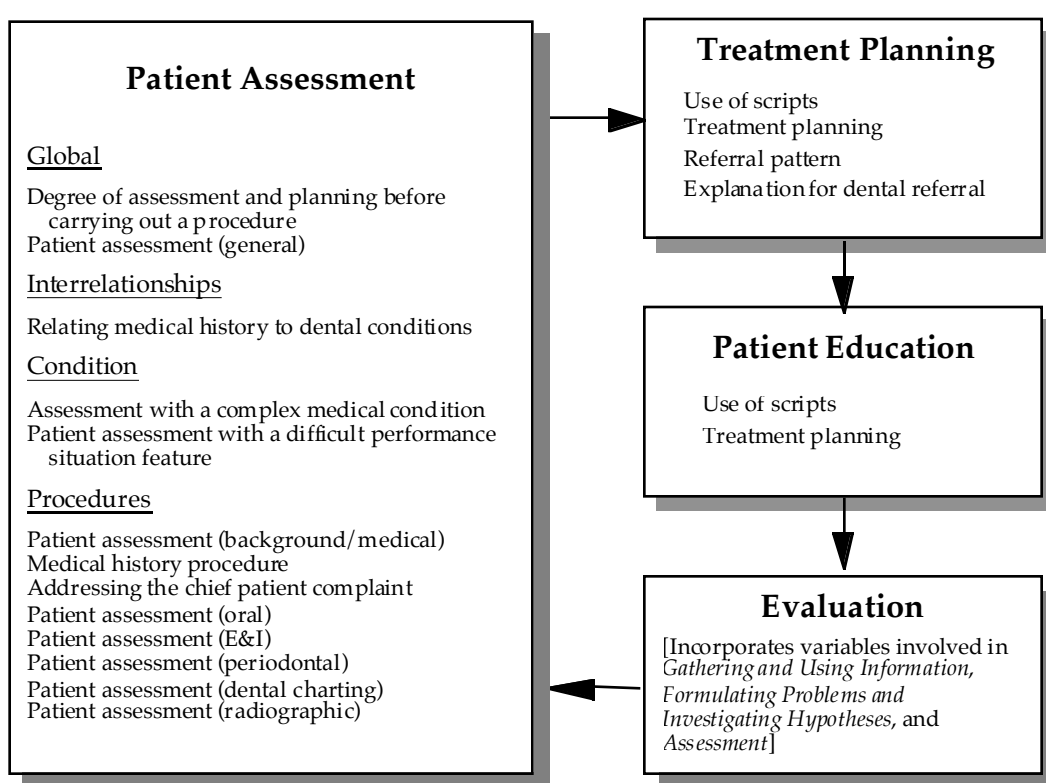 Patient Assessment
Global
Degree of assessment and planning before
carrying out a procedure
Patient assessment (general)
Interrelationships
Relating medical history to dental conditions
Condition
Assessment with a complex medical condition
Patient assessment with a difficult performance
situation feature
Procedures
Patient assessment (background/medical)
Medical history procedure
Addressing the chief patient complaint
Patient assessment (oral)
Patient assessment (E&I)
Patient assessment (periodontal)
Patient assessment (dental charting)
Patient assessment (radiographic)
Treatment Planning
Use of scripts
Treatment planning
Referral pattern
Explanation for dental referral
Patient Education
Use of scripts
Treatment planning
Evaluation
[Incorporates variables involved in
Gathering and Using Information,
Formulating Problems and
Investigating Hypotheses, and
Assessment]